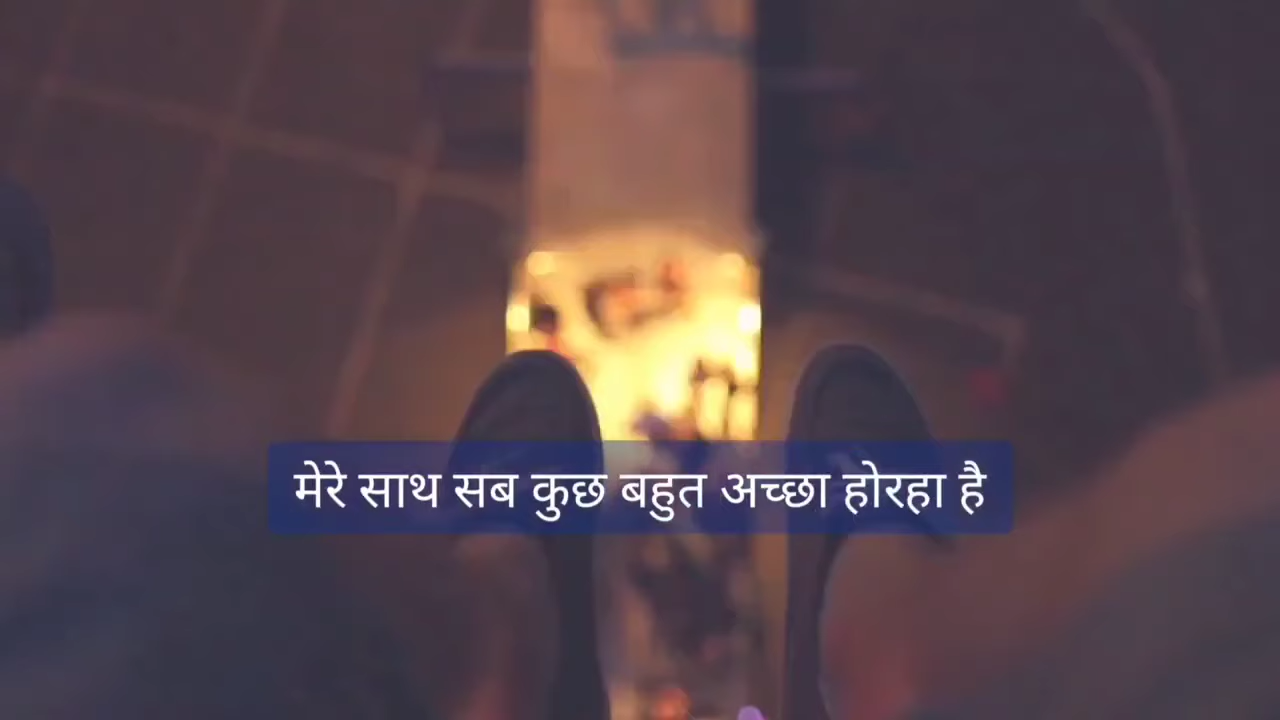 मेरे साथ सब कुछ बहुत अच्छा होरहा है